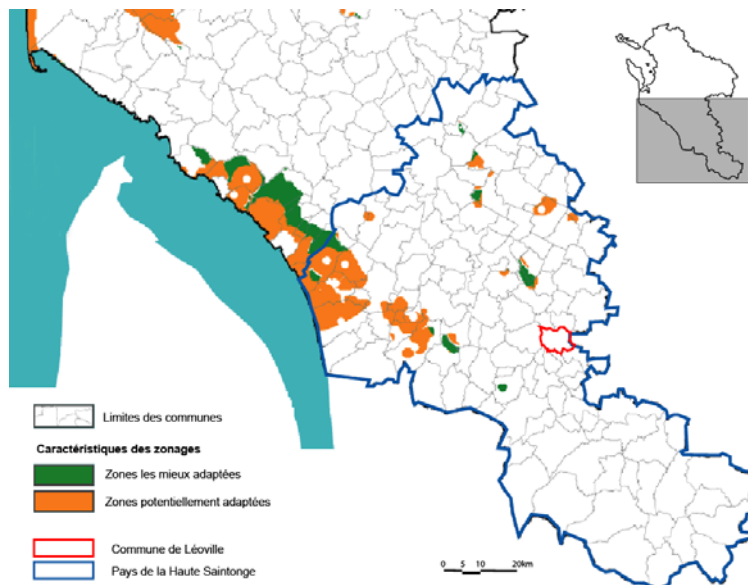 Limites des communes
Caractéristiques des zonages
Zones les mieux adaptées
Zones potentiellement adaptées
Commune de Léoville
Pays de la Haute Saintonge
0 5 10 20km